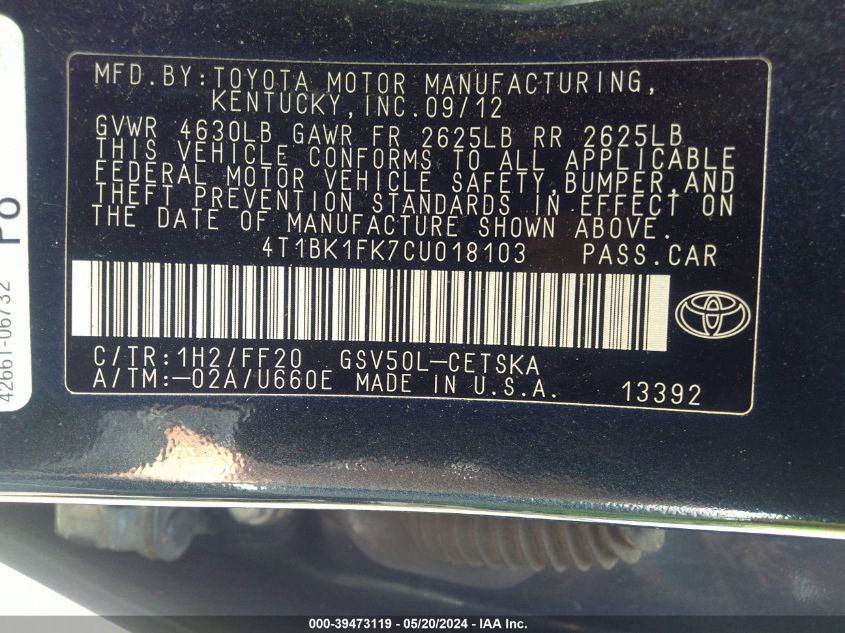 MFD.BY:TOYOTA MOTOR MANUFACTURING,
KENTUCKY,INC.09/12
GVWR 4630LB GAWR FR 2625LB RR 2625LB
THIS VEHICLE CONFORMS TO ALL APPLICABLE
FEDERAL MOTOR VEHICLE SAFETY,BUMPER,AND
THEFT PREVENTION STANDARDS IN EFFECT ON
THE DATE OF MANUFACTURE SHOWN ABOVE.
4T1BK1FK7CU018103 PASS.CAR
C/TR:1H2/FF20 GSV50L-CETSKA
A/TM:-02A/U660E MADE IN U.S.A. 13392
42661-06732
000-39473119 - 05/20/2024 - IAA Inc.